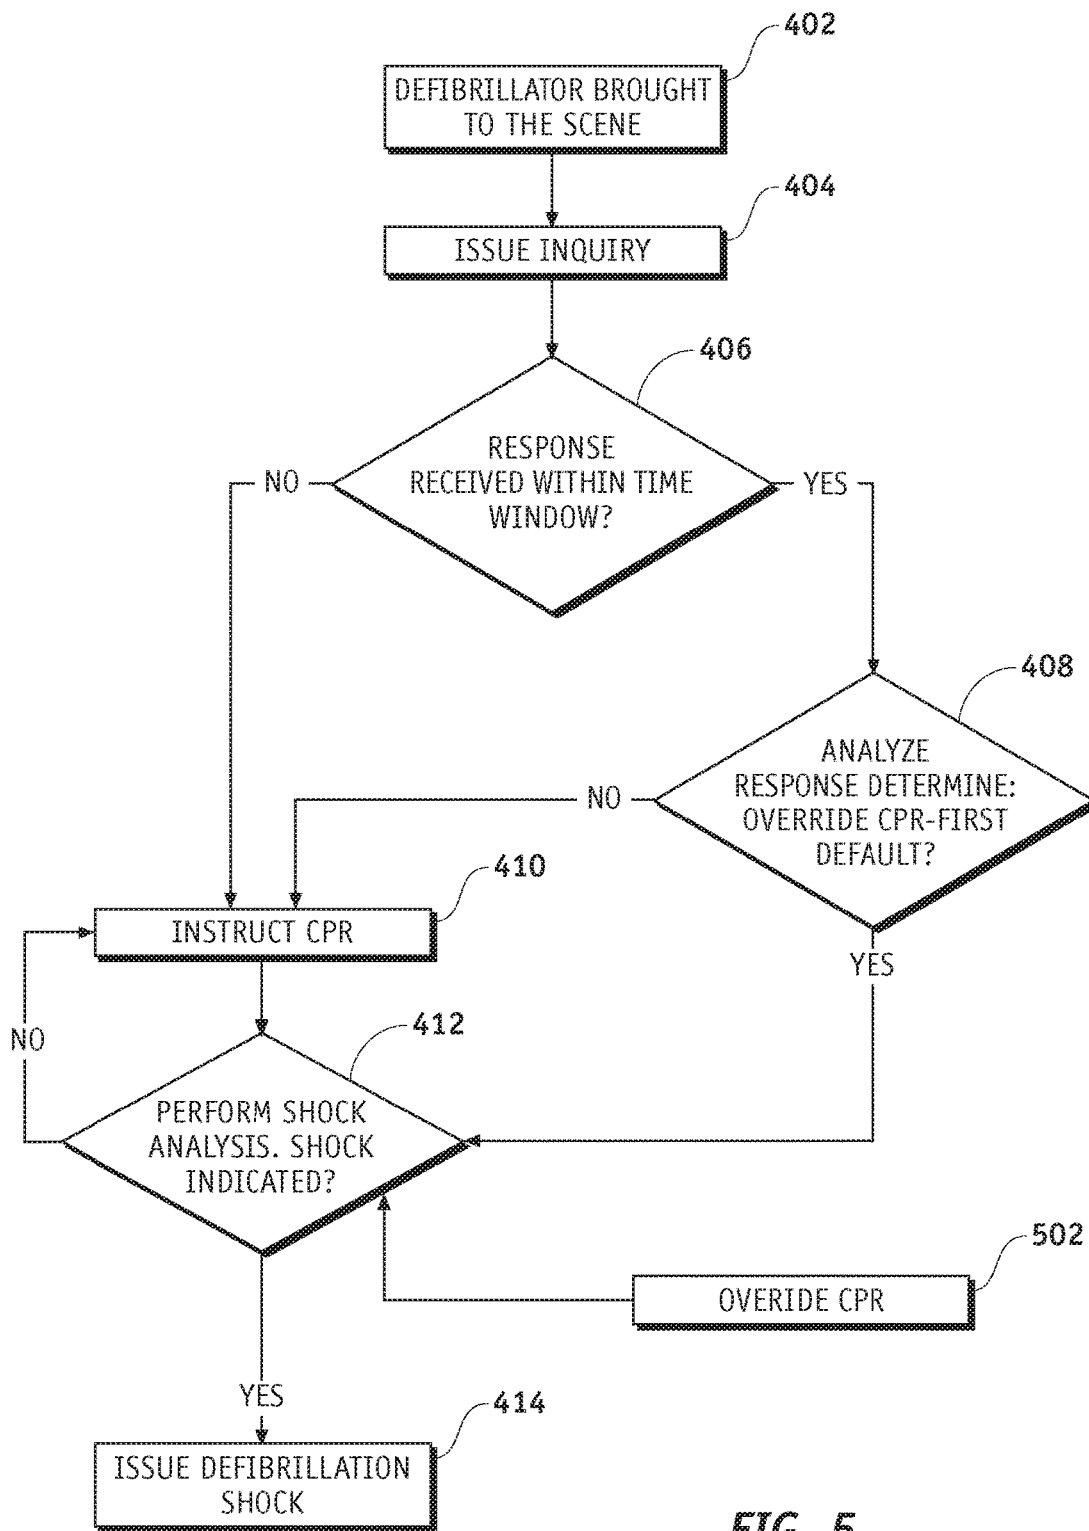 402
DEFIBRILLATOR BROUGHT
TO THE SCENE
404
ISSUE INQUIRY
406
RESPONSE
RECEIVED WITHIN TIME
WINDOW?
NO
YES
408
ANALYZE
RESPONSE DETERMINE:
OVERRIDE CPR-FIRST
DEFAULT?
NO
410
INSTRUCT CPR
YES
412
NO
PERFORM SHOCK
ANALYSIS. SHOCK
INDICATED?
502
OVERIDE CPR
YES
414
ISSUE DEFIBRILLATION
SHOCK
FIG. 5